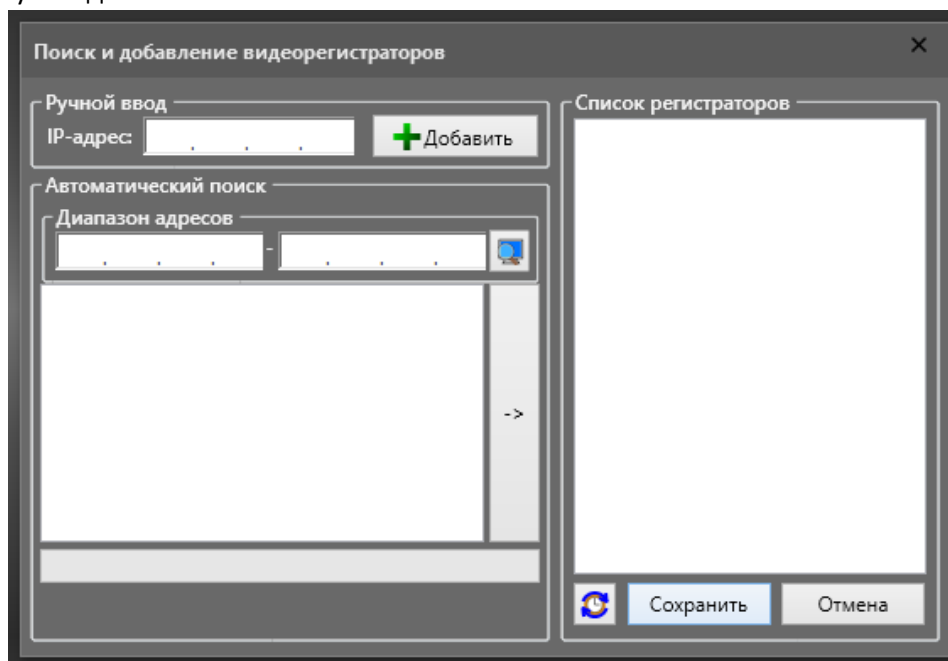 Поиск и добавление видеорегистраторов
Ручной ввод
IP-адрес:
. . .
Добавить
Автоматический поиск
Диапазон адресов
. . . - . . .
->
Список регистраторов
Сохранить
Отмена